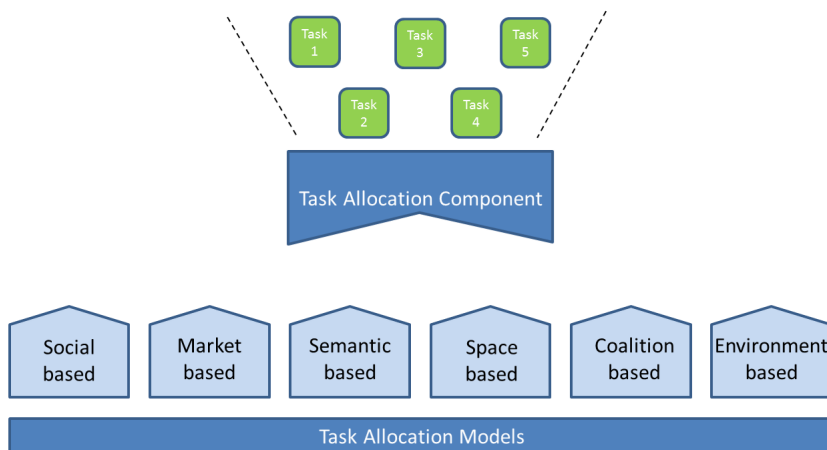 Task
1
Task
3
Task
5
Task
2
Task
4
Task Allocation Component
Social
based
Market
based
Semantic
based
Space
based
Coalition
based
Environment
based
Task Allocation Models